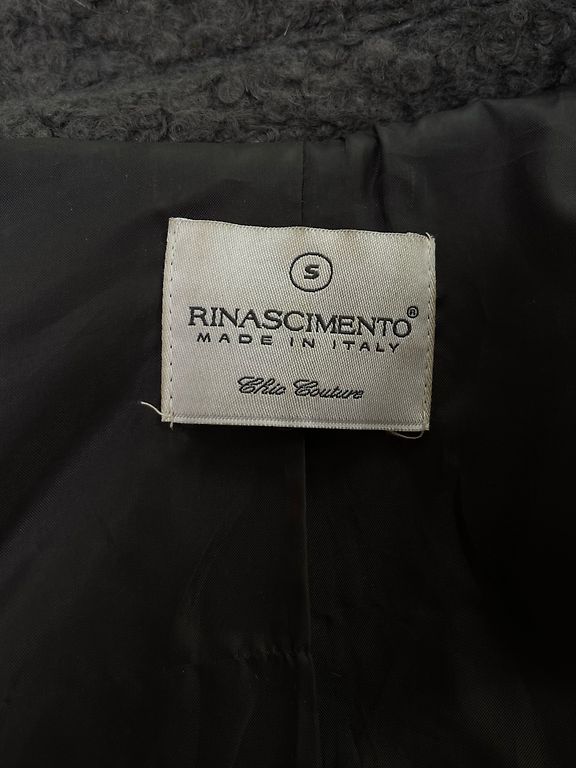 S
RINASCIMENTO®
MADE IN ITALY
Chic Couture